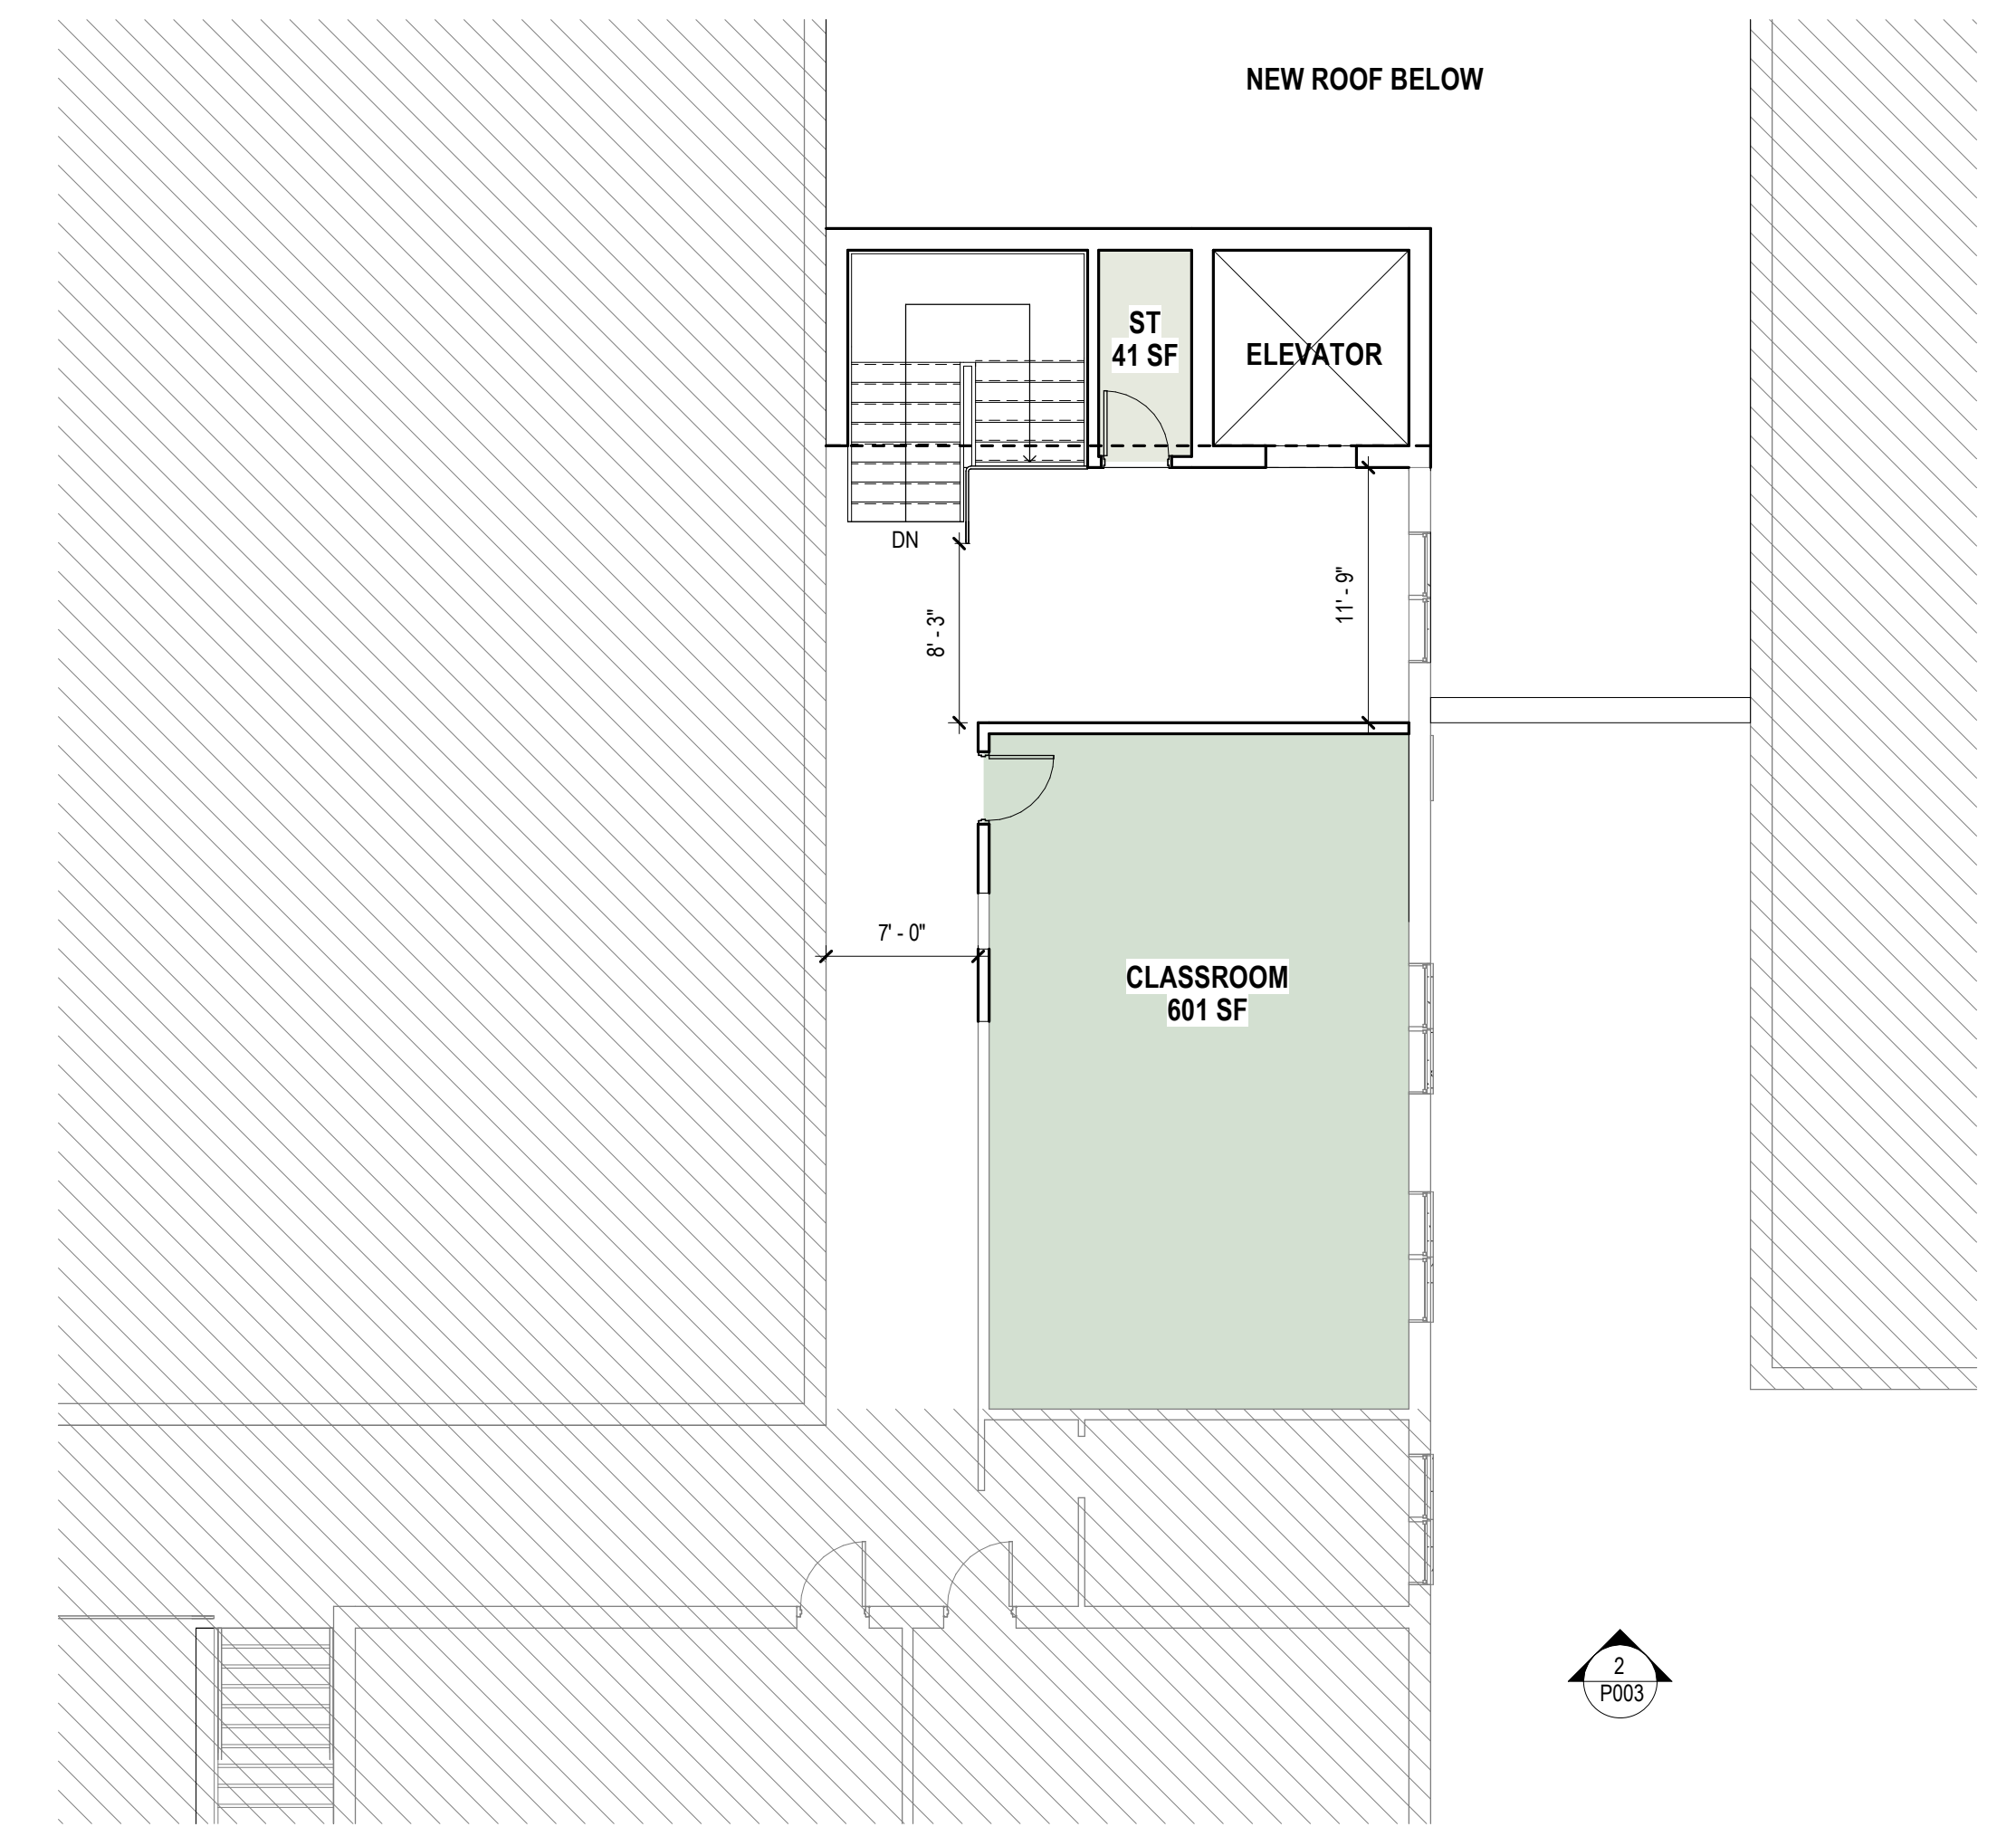 NEW ROOF BELOW
ST
41 SF
ELEVATOR
DN
8' - 3"
11' - 9"
7' - 0"
CLASSROOM
601 SF
2
P003